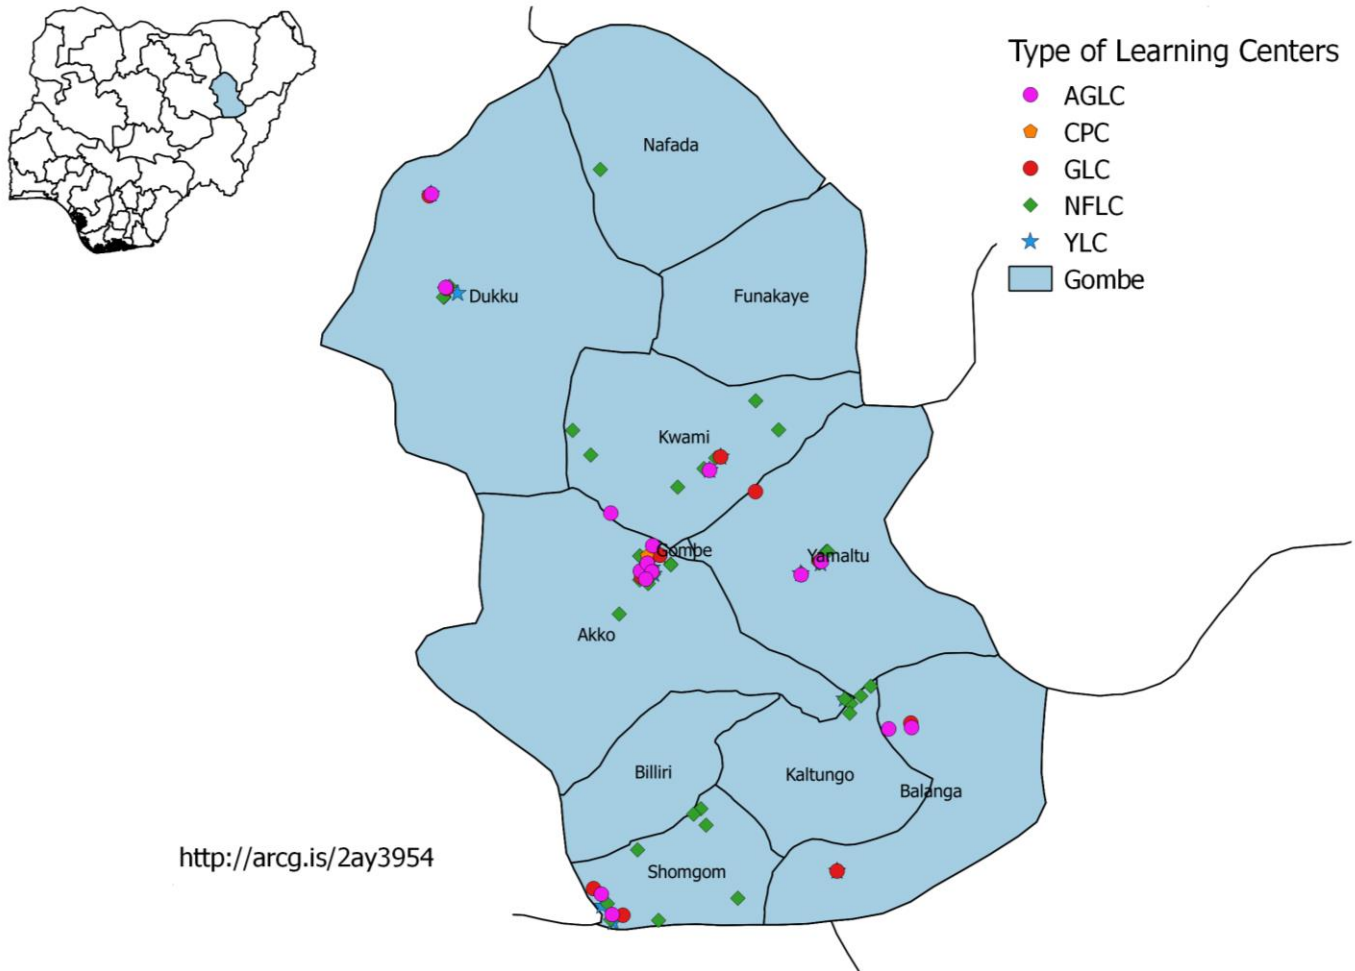 Type of Learning Centers
AGLC
CPC
GLC
NFLC
YLC
Gombe
Nafada
Dukku
Funakaye
Kwami
Gombe
Yamaltu
Akko
Billiri
Kaltungo
Balanga
Shomgom
http://arcg.is/2ay3954